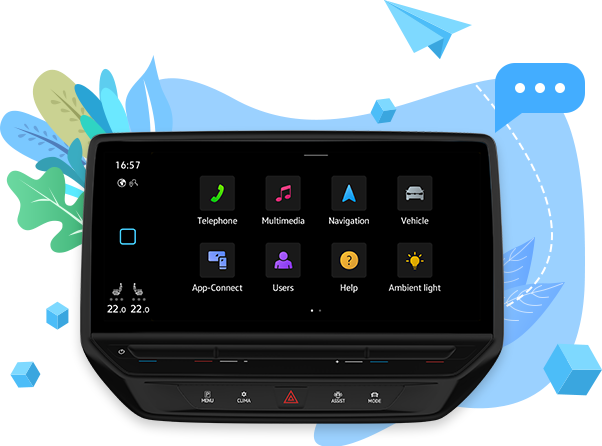 16:57
Telephone
Multimedia
Navigation
Vehicle
App-Connect
Users
Help
Ambient light
22.0 22.0
MENU
CLIMA
ASSIST
MODE